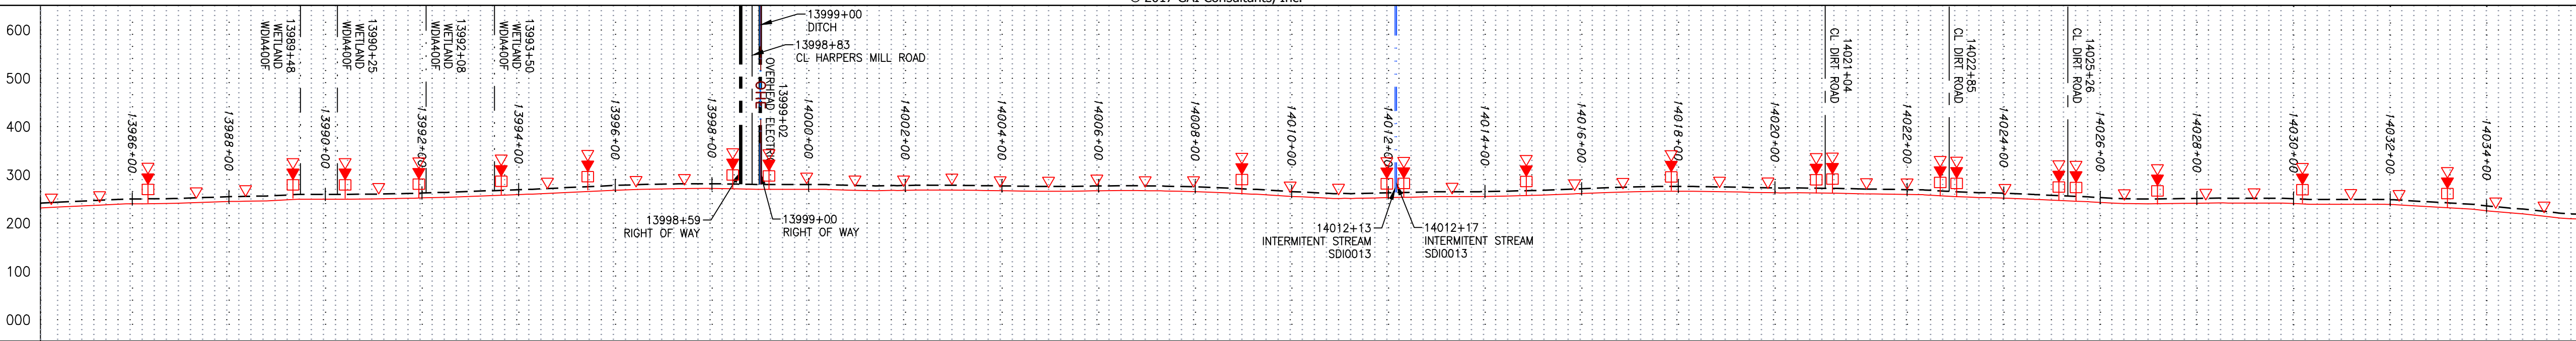 © 2017 GAI Consultants, Inc.
600
500
400
300
200
100
000
13989+48
WETLAND
WDIA400F
13990+25
WETLAND
WDIA400F
13992+08
WETLAND
WDIA400F
13993+50
WETLAND
WDIA400F
13999+00
DITCH
13998+83
CL HARPERS MILL ROAD
13999+02
OVERHEAD ELECTRIC
14021+04
CL DIRT ROAD
14022+85
CL DIRT ROAD
14025+26
CL DIRT ROAD
13986+00
13988+00
13990+00
13992+00
13994+00
13996+00
13998+00
14000+00
14002+00
14004+00
14006+00
14008+00
14010+00
14012+00
14014+00
14016+00
14018+00
14020+00
14022+00
14024+00
14026+00
14028+00
14030+00
14032+00
14034+00
13998+59
RIGHT OF WAY
13999+00
RIGHT OF WAY
14012+13
INTERMITENT STREAM
SDI0013
14012+17
INTERMITENT STREAM
SDI0013